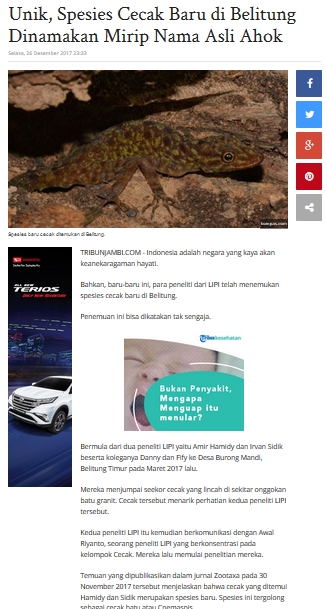 Unik, Spesies Cecak Baru di Belitung
Dinamakan Mirip Nama Asli Ahok
Selasa, 26 Desember 2017 23:33
kompas.com
Spesies baru cecak ditemukan di Belitung.
TRIBUNJAMBI.COM - Indonesia adalah negara yang kaya akan
keanekaragaman hayati.
Bahkan, baru-baru ini, para peneliti dari LIPI telah menemukan
spesies cecak baru di Belitung.
Penemuan ini bisa dikatakan tak sengaja.
DAIHATSU
ALL NEW
TERIOS
kesehatan
Bukan Penyakit,
Mengapa
Menguap itu
menular?
Bermula dari dua peneliti LIPI yaitu Amir Hamidy dan Irvan Sidik
beserta koleganya Danny dan Fify ke Desa Burong Mandi,
Belitung Timur pada Maret 2017 lalu.
Mereka menjumpai seekor cecak yang lincah di sekitar onggokan
batu granit. Cecak tersebut menarik perhatian kedua peneliti LIPI
tersebut.
Kedua peneliti LIPI itu kemudian berkomunikasi dengan Awal
Riyanto, seorang peneliti LIPI yang berkonsentrasi pada
kelompok Cecak. Mereka lalu memulai penelitian mereka.
Temuan yang dipublikasikan dalam jurnal Zootaxa pada 30
November 2017 tersebut menjelaskan bahwa cecak yang ditemui
Hamidy dan Sidik merupakan spesies baru. Spesies ini tergolong
sebagai cecak batu atau Cnemaspis.